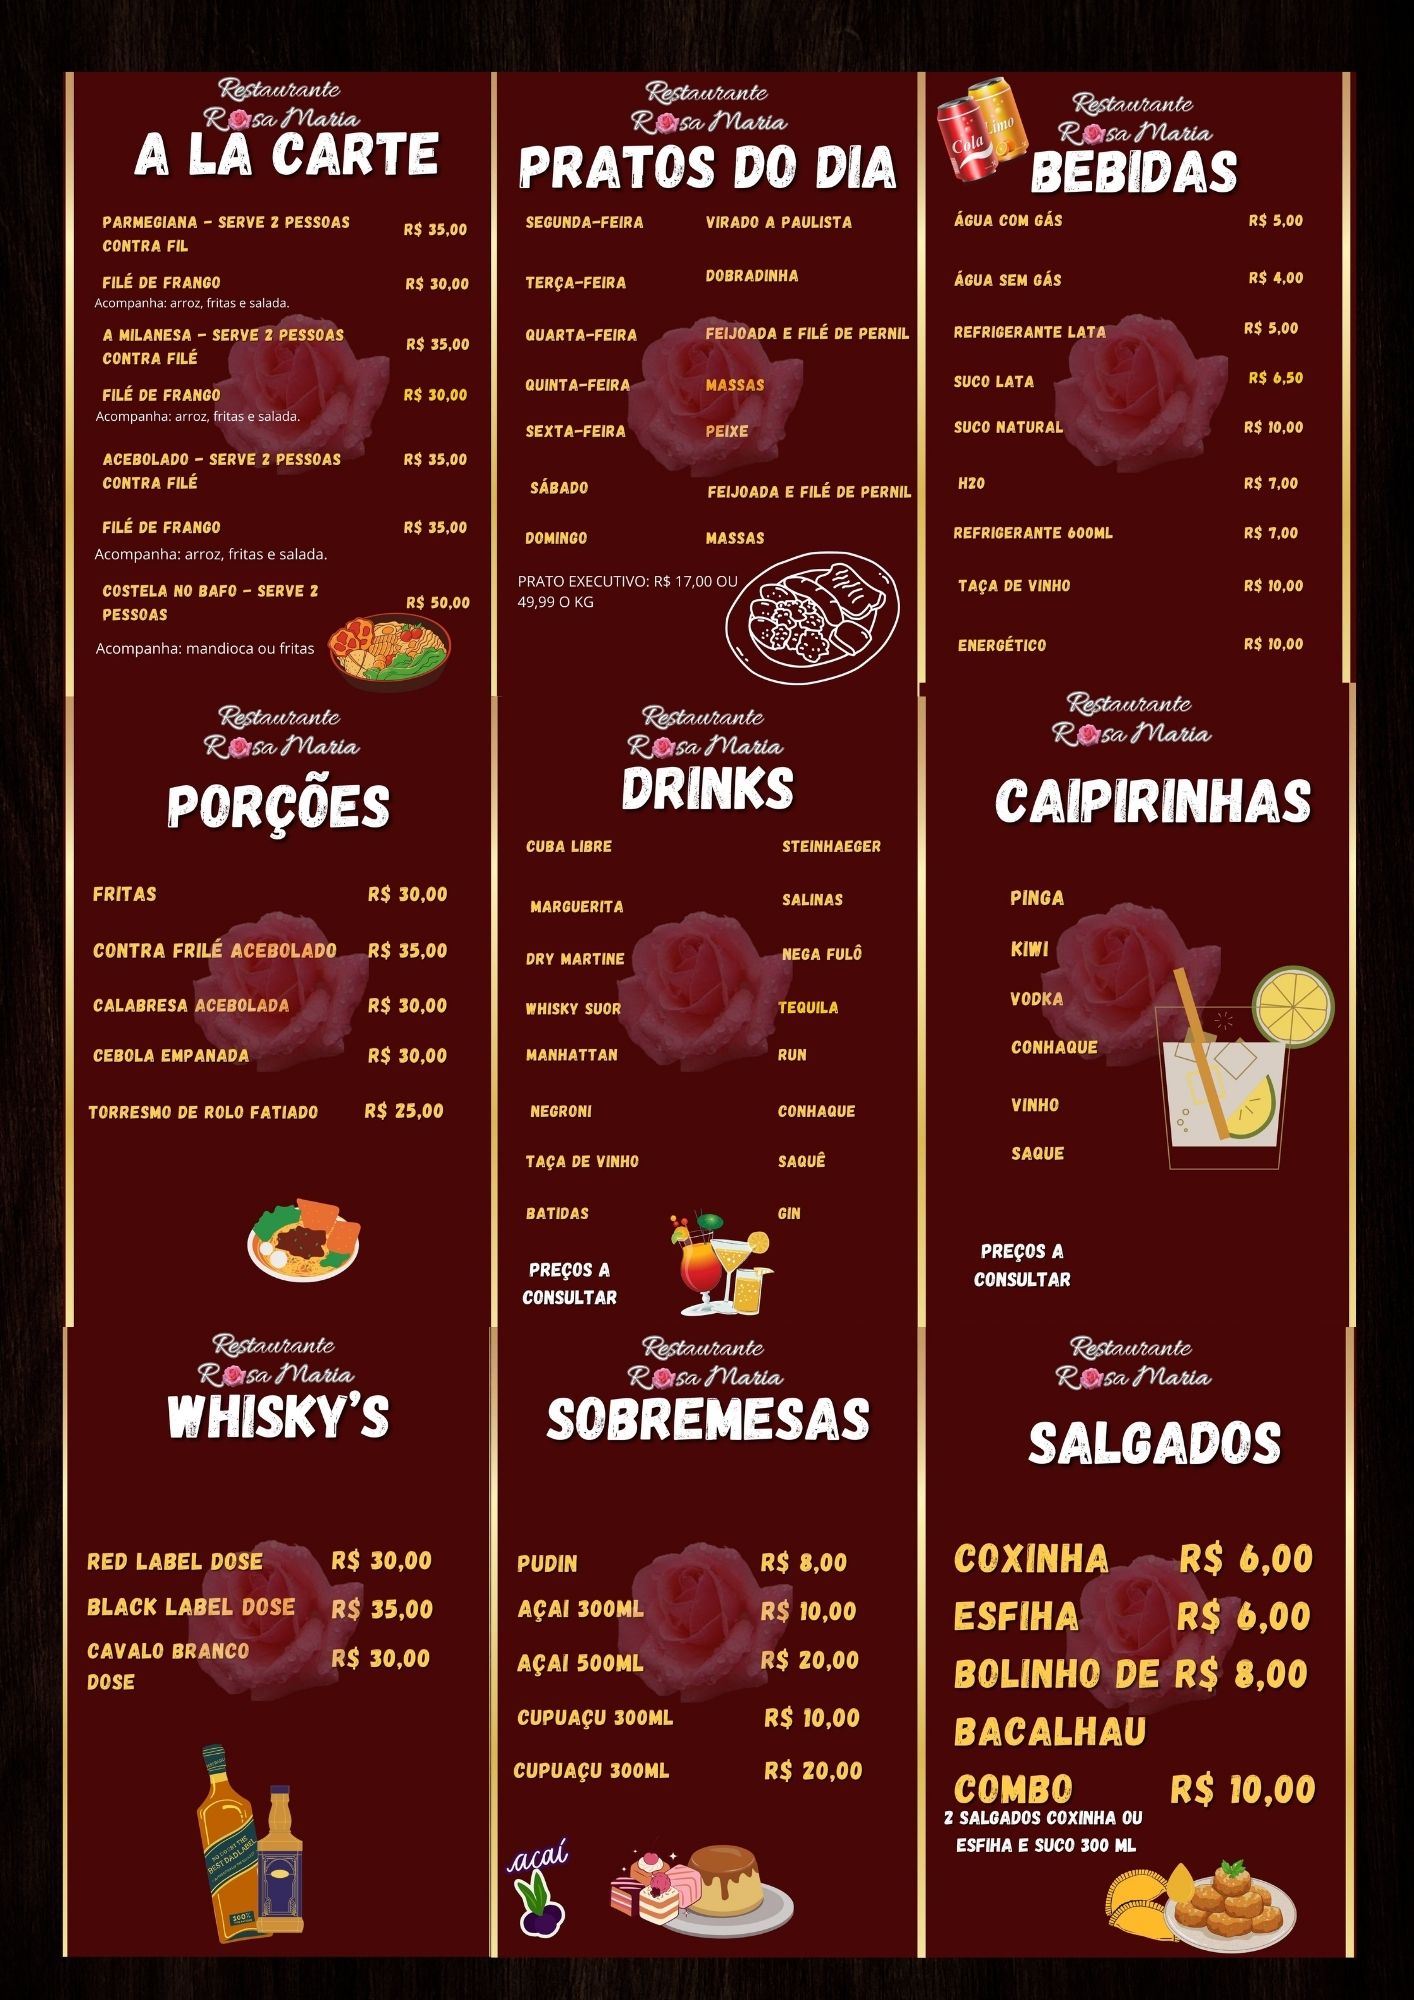 Restaurante
Rosa Maria
A LA CARTE
PARMEGIANA - SERVE 2 PESSOAS
CONTRA FIL
R$ 35,00
FILÉ DE FRANGO
R$ 30,00
Acompanha: arroz, fritas e salada.
A MILANESA - SERVE 2 PESSOAS
CONTRA FILÉ
R$ 35,00
FILÉ DE FRANGO
R$ 30,00
Acompanha: arroz, fritas e salada.
ACEBOLADO - SERVE 2 PESSOAS
CONTRA FILÉ
R$ 35,00
FILÉ DE FRANGO
R$ 35,00
Acompanha: arroz, fritas e salada.
COSTELA NO BAFO - SERVE 2
PESSOAS
R$ 50,00
Acompanha: mandioca ou fritas
Restaurante
Rosa Maria
PRATOS DO DIA
SEGUNDA-FEIRA VIRADO A PAULISTA
TERÇA-FEIRA DOBRADINHA
QUARTA-FEIRA FEIJOADA E FILÉ DE PERNIL
QUINTA-FEIRA MASSAS
SEXTA-FEIRA PEIXE
SÁBADO FEIJOADA E FILÉ DE PERNIL
DOMINGO MASSAS
PRATO EXECUTIVO: R$ 17,00 OU
49,99 O KG
Cola
Limo
Restaurante
Rosa Maria
BEBIDAS
ÁGUA COM GÁS R$ 5,00
ÁGUA SEM GÁS R$ 4,00
REFRIGERANTE LATA R$ 5,00
SUCO LATA R$ 6,50
SUCO NATURAL R$ 10,00
H2O R$ 7,00
REFRIGERANTE 600ML R$ 7,00
TAÇA DE VINHO R$ 10,00
ENERGÉTICO R$ 10,00
Restaurante
Rosa Maria
PORÇÕES
FRITAS R$ 30,00
CONTRA FRILÉ ACEBOLADO R$ 35,00
CALABRESA ACEBOLADA R$ 30,00
CEBOLA EMPANADA R$ 30,00
TORRESMO DE ROLO FATIADO R$ 25,00
Restaurante
Rosa Maria
DRINKS
CUBA LIBRE STEINHAEGER
MARGUERITA SALINAS
DRY MARTINE NEGA FULÔ
WHISKY SUOR TEQUILA
MANHATTAN RUN
NEGRONI CONHAQUE
TAÇA DE VINHO SAQUÊ
BATIDAS GIN
PREÇOS A
CONSULTAR
Restaurante
Rosa Maria
CAIPIRINHAS
PINGA
KIWI
VODKA
CONHAQUE
VINHO
SAQUE
PREÇOS A
CONSULTAR
Restaurante
Rosa Maria
WHISKY'S
RED LABEL DOSE R$ 30,00
BLACK LABEL DOSE R$ 35,00
CAVALO BRANCO
DOSE
R$ 30,00
BEST DAD LABEL
100%
Restaurante
Rosa Maria
SOBREMESAS
PUDIN R$ 8,00
AÇAI 300ML R$ 10,00
AÇAI 500ML R$ 20,00
CUPUAÇU 300ML R$ 10,00
CUPUAÇU 300ML R$ 20,00
açaí
Restaurante
Rosa Maria
SALGADOS
COXINHA R$ 6,00
ESFIHA R$ 6,00
BOLINHO DE R$ 8,00
BACALHAU
COMBO R$ 10,00
2 SALGADOS COXINHA OU
ESFIHA E SUCO 300 ML